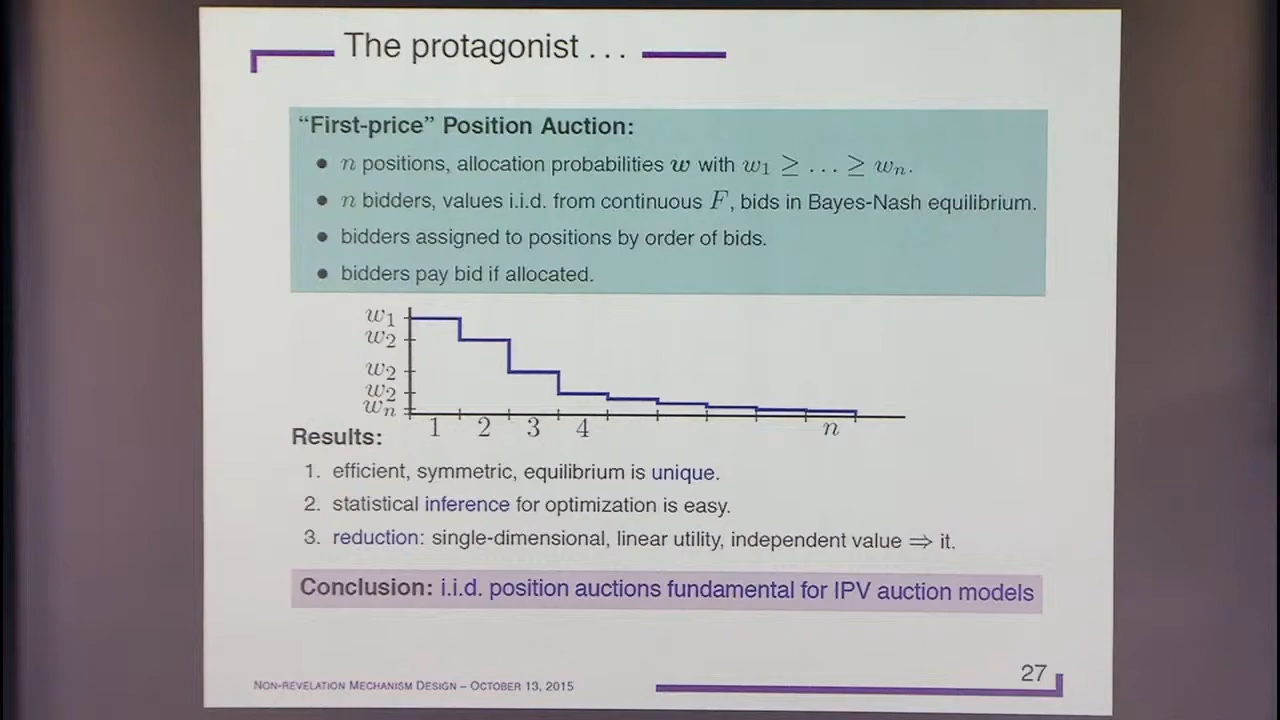 The protagonist ...
“First-price” Position Auction:
• n positions, allocation probabilities w with w1 ≥ ... ≥ wn.
• n bidders, values i.i.d. from continuous F, bids in Bayes-Nash equilibrium.
• bidders assigned to positions by order of bids.
• bidders pay bid if allocated.
w1
w2
w2
w2
wn
1 2 3 4 n
Results:
1. efficient, symmetric, equilibrium is unique.
2. statistical inference for optimization is easy.
3. reduction: single-dimensional, linear utility, independent value ⇒ it.
Conclusion: i.i.d. position auctions fundamental for IPV auction models
27
Non-revelation Mechanism Design – October 13, 2015